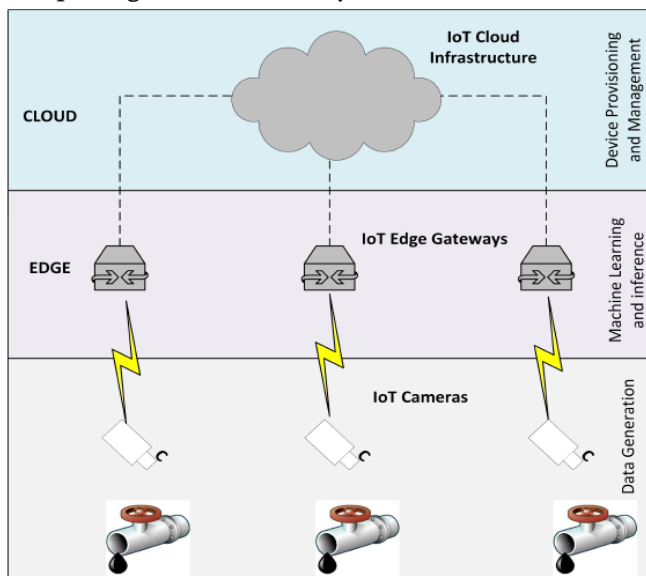 IoT Cloud
Infrastructure
CLOUD
Device Provisioning
and Management
IoT Edge Gateways
EDGE
Machine Learning
and inference
IoT Cameras
Data Generation